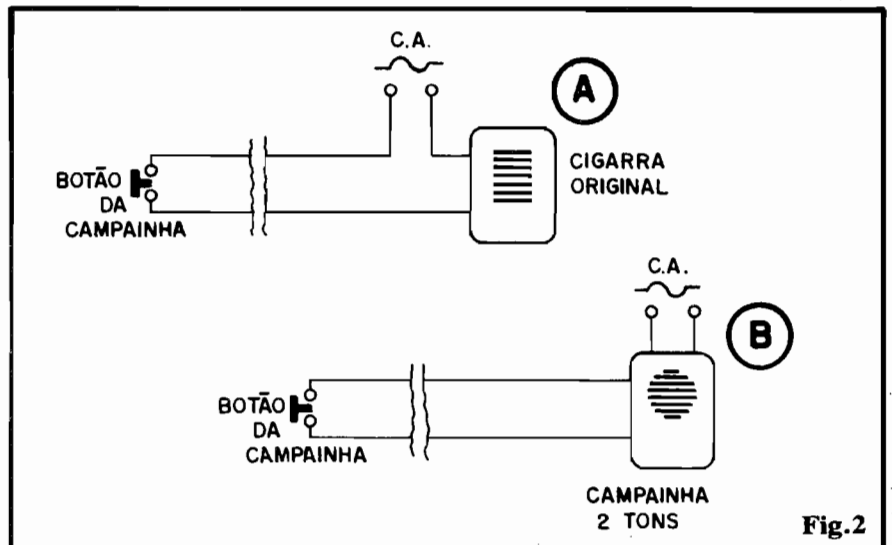 C.A.
A
CIGARRA
ORIGINAL
BOTÃO
DA
CAMPAINHA
C.A.
B
BOTÃO
DA
CAMPAINHA
CAMPAINHA
2 TONS
Fig.2